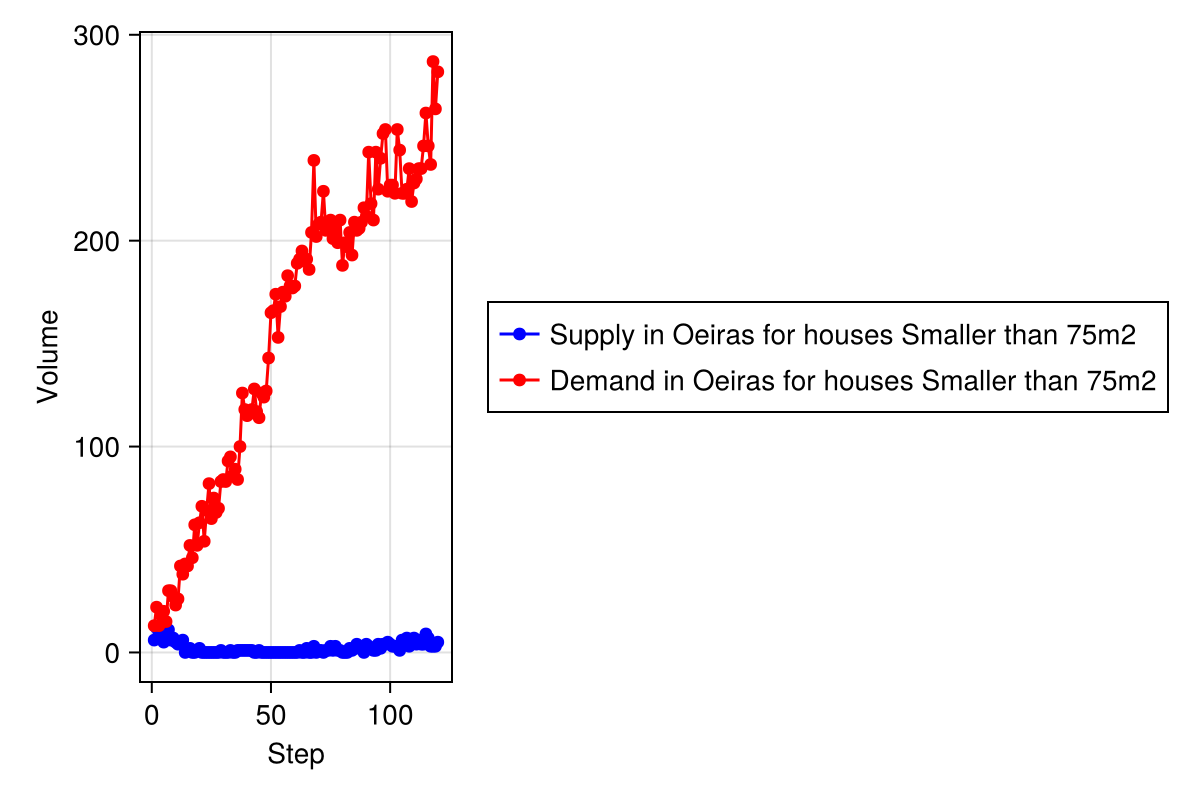 300
200
100
0
Volume
0 50 100
Step
Supply in Oeiras for houses Smaller than 75m2
Demand in Oeiras for houses Smaller than 75m2